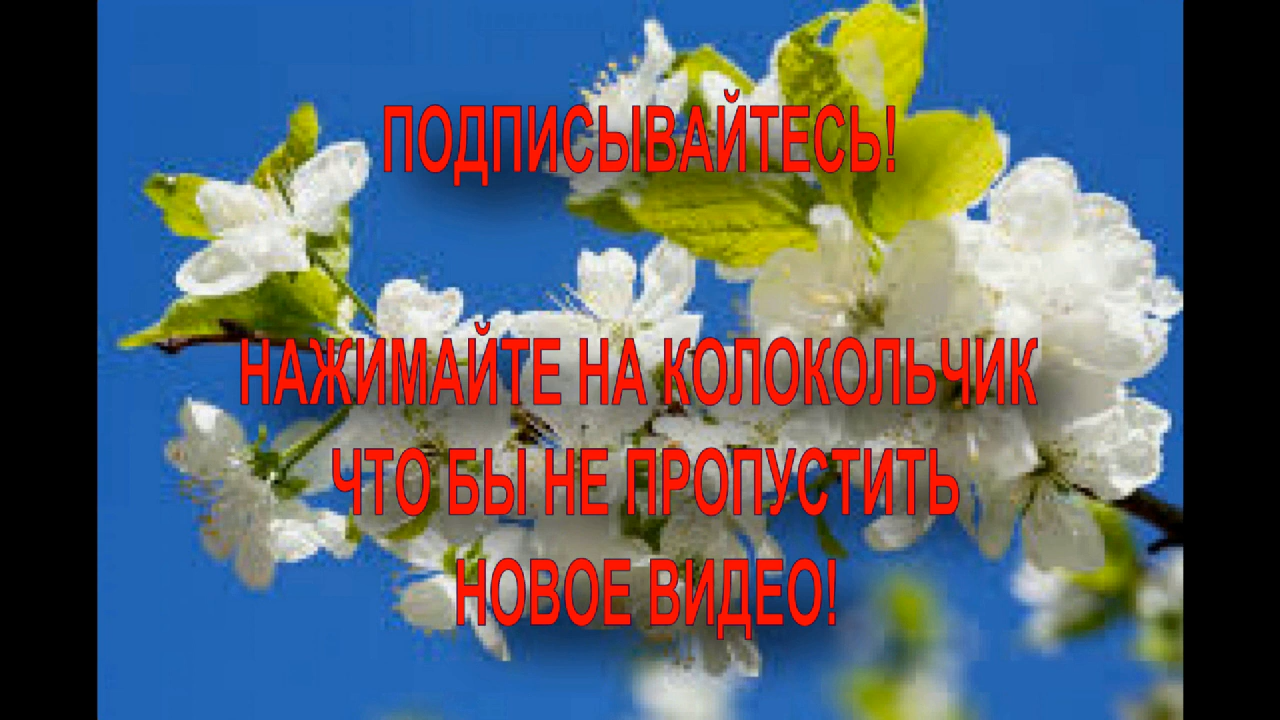 ПОДПИСЫВАЙТЕСЬ!
НАЖИМАЙТЕ НА КОЛОКОЛЬЧИК
ЧТО БЫ НЕ ПРОПУСТИТЬ
НОВОЕ ВИДЕО!